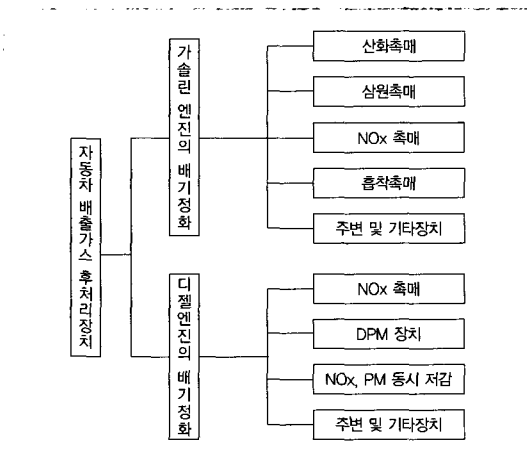 자동차 배출가스 후처리장치
가솔린 엔진의 배기정화
산화촉매
삼원촉매
NOx 촉매
흡착촉매
주변 및 기타장치
디젤엔진의 배기정화
NOx 촉매
DPM 장치
NOx, PM 동시 저감
주변 및 기타장치